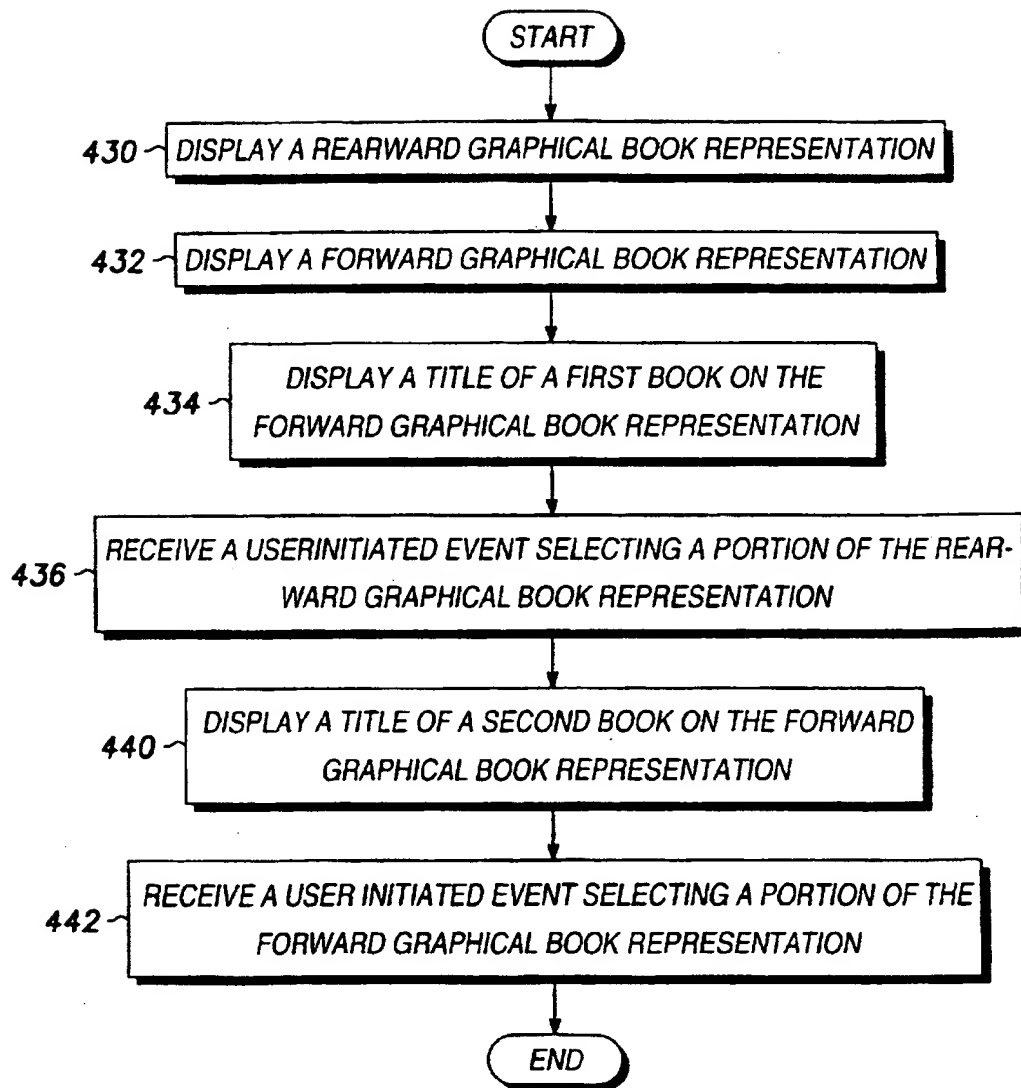 START
430
DISPLAY A REARWARD GRAPHICAL BOOK REPRESENTATION
432
DISPLAY A FORWARD GRAPHICAL BOOK REPRESENTATION
434
DISPLAY A TITLE OF A FIRST BOOK ON THE
FORWARD GRAPHICAL BOOK REPRESENTATION
436
RECEIVE A USERINITIATED EVENT SELECTING A PORTION OF THE REAR-
WARD GRAPHICAL BOOK REPRESENTATION
440
DISPLAY A TITLE OF A SECOND BOOK ON THE FORWARD
GRAPHICAL BOOK REPRESENTATION
442
RECEIVE A USER INITIATED EVENT SELECTING A PORTION OF THE
FORWARD GRAPHICAL BOOK REPRESENTATION
END